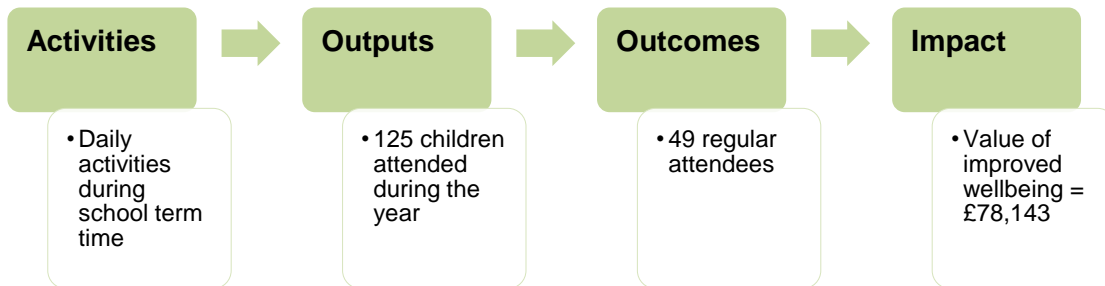 Activities
• Daily
activities
during
school term
time
Outputs
• 125 children
attended
during the
year
Outcomes
• 49 regular
attendees
Impact
• Value of
improved
wellbeing =
£78,143